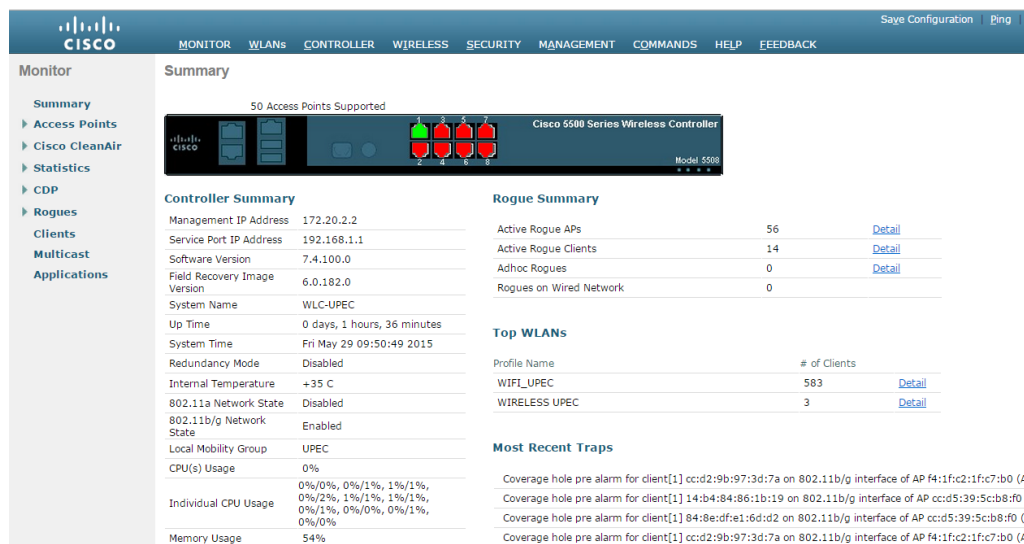 Save Configuration Ping
CISCO
MONITOR WLANs CONTROLLER WIRELESS SECURITY MANAGEMENT COMMANDS HELP FEEDBACK
Monitor
Summary
Access Points
Cisco CleanAir
Statistics
CDP
Rogues
Clients
Multicast
Applications
Summary
50 Access Points Supported
CISCO
1 3 5 7
2 4 6 8
Cisco 5500 Series Wireless Controller
Model 5508
Controller Summary
Management IP Address 172.20.2.2
Service Port IP Address 192.168.1.1
Software Version 7.4.100.0
Field Recovery Image
Version 6.0.182.0
System Name WLC-UPEC
Up Time 0 days, 1 hours, 36 minutes
System Time Fri May 29 09:50:49 2015
Redundancy Mode Disabled
Internal Temperature +35 C
802.11a Network State Disabled
802.11b/g Network
State Enabled
Local Mobility Group UPEC
CPU(s) Usage 0%
Individual CPU Usage
0%/0%, 0%/1%, 1%/1%,
0%/2%, 1%/1%, 1%/1%,
0%/1%, 0%/0%, 0%/1%,
0%/0%
Memory Usage 54%
Rogue Summary
Active Rogue APs 56 Detail
Active Rogue Clients 14 Detail
Adhoc Rogues 0 Detail
Rogues on Wired Network 0
Top WLANs
Profile Name # of Clients
WIFI_UPEC 583 Detail
WIRELESS UPEC 3 Detail
Most Recent Traps
Coverage hole pre alarm for client[1] cc:d2:9b:97:3d:7a on 802.11b/g interface of AP f4:1f:c2:1f:c7:b0 (A
Coverage hole pre alarm for client[1] 14:b4:84:86:1b:19 on 802.11b/g interface of AP cc:d5:39:5c:b8:f0
Coverage hole pre alarm for client[1] 84:8e:df:e1:6d:d2 on 802.11b/g interface of AP cc:d5:39:5c:b8:f0 (
Coverage hole pre alarm for client[1] cc:d2:9b:97:3d:7a on 802.11b/g interface of AP f4:1f:c2:1f:c7:b0 (A